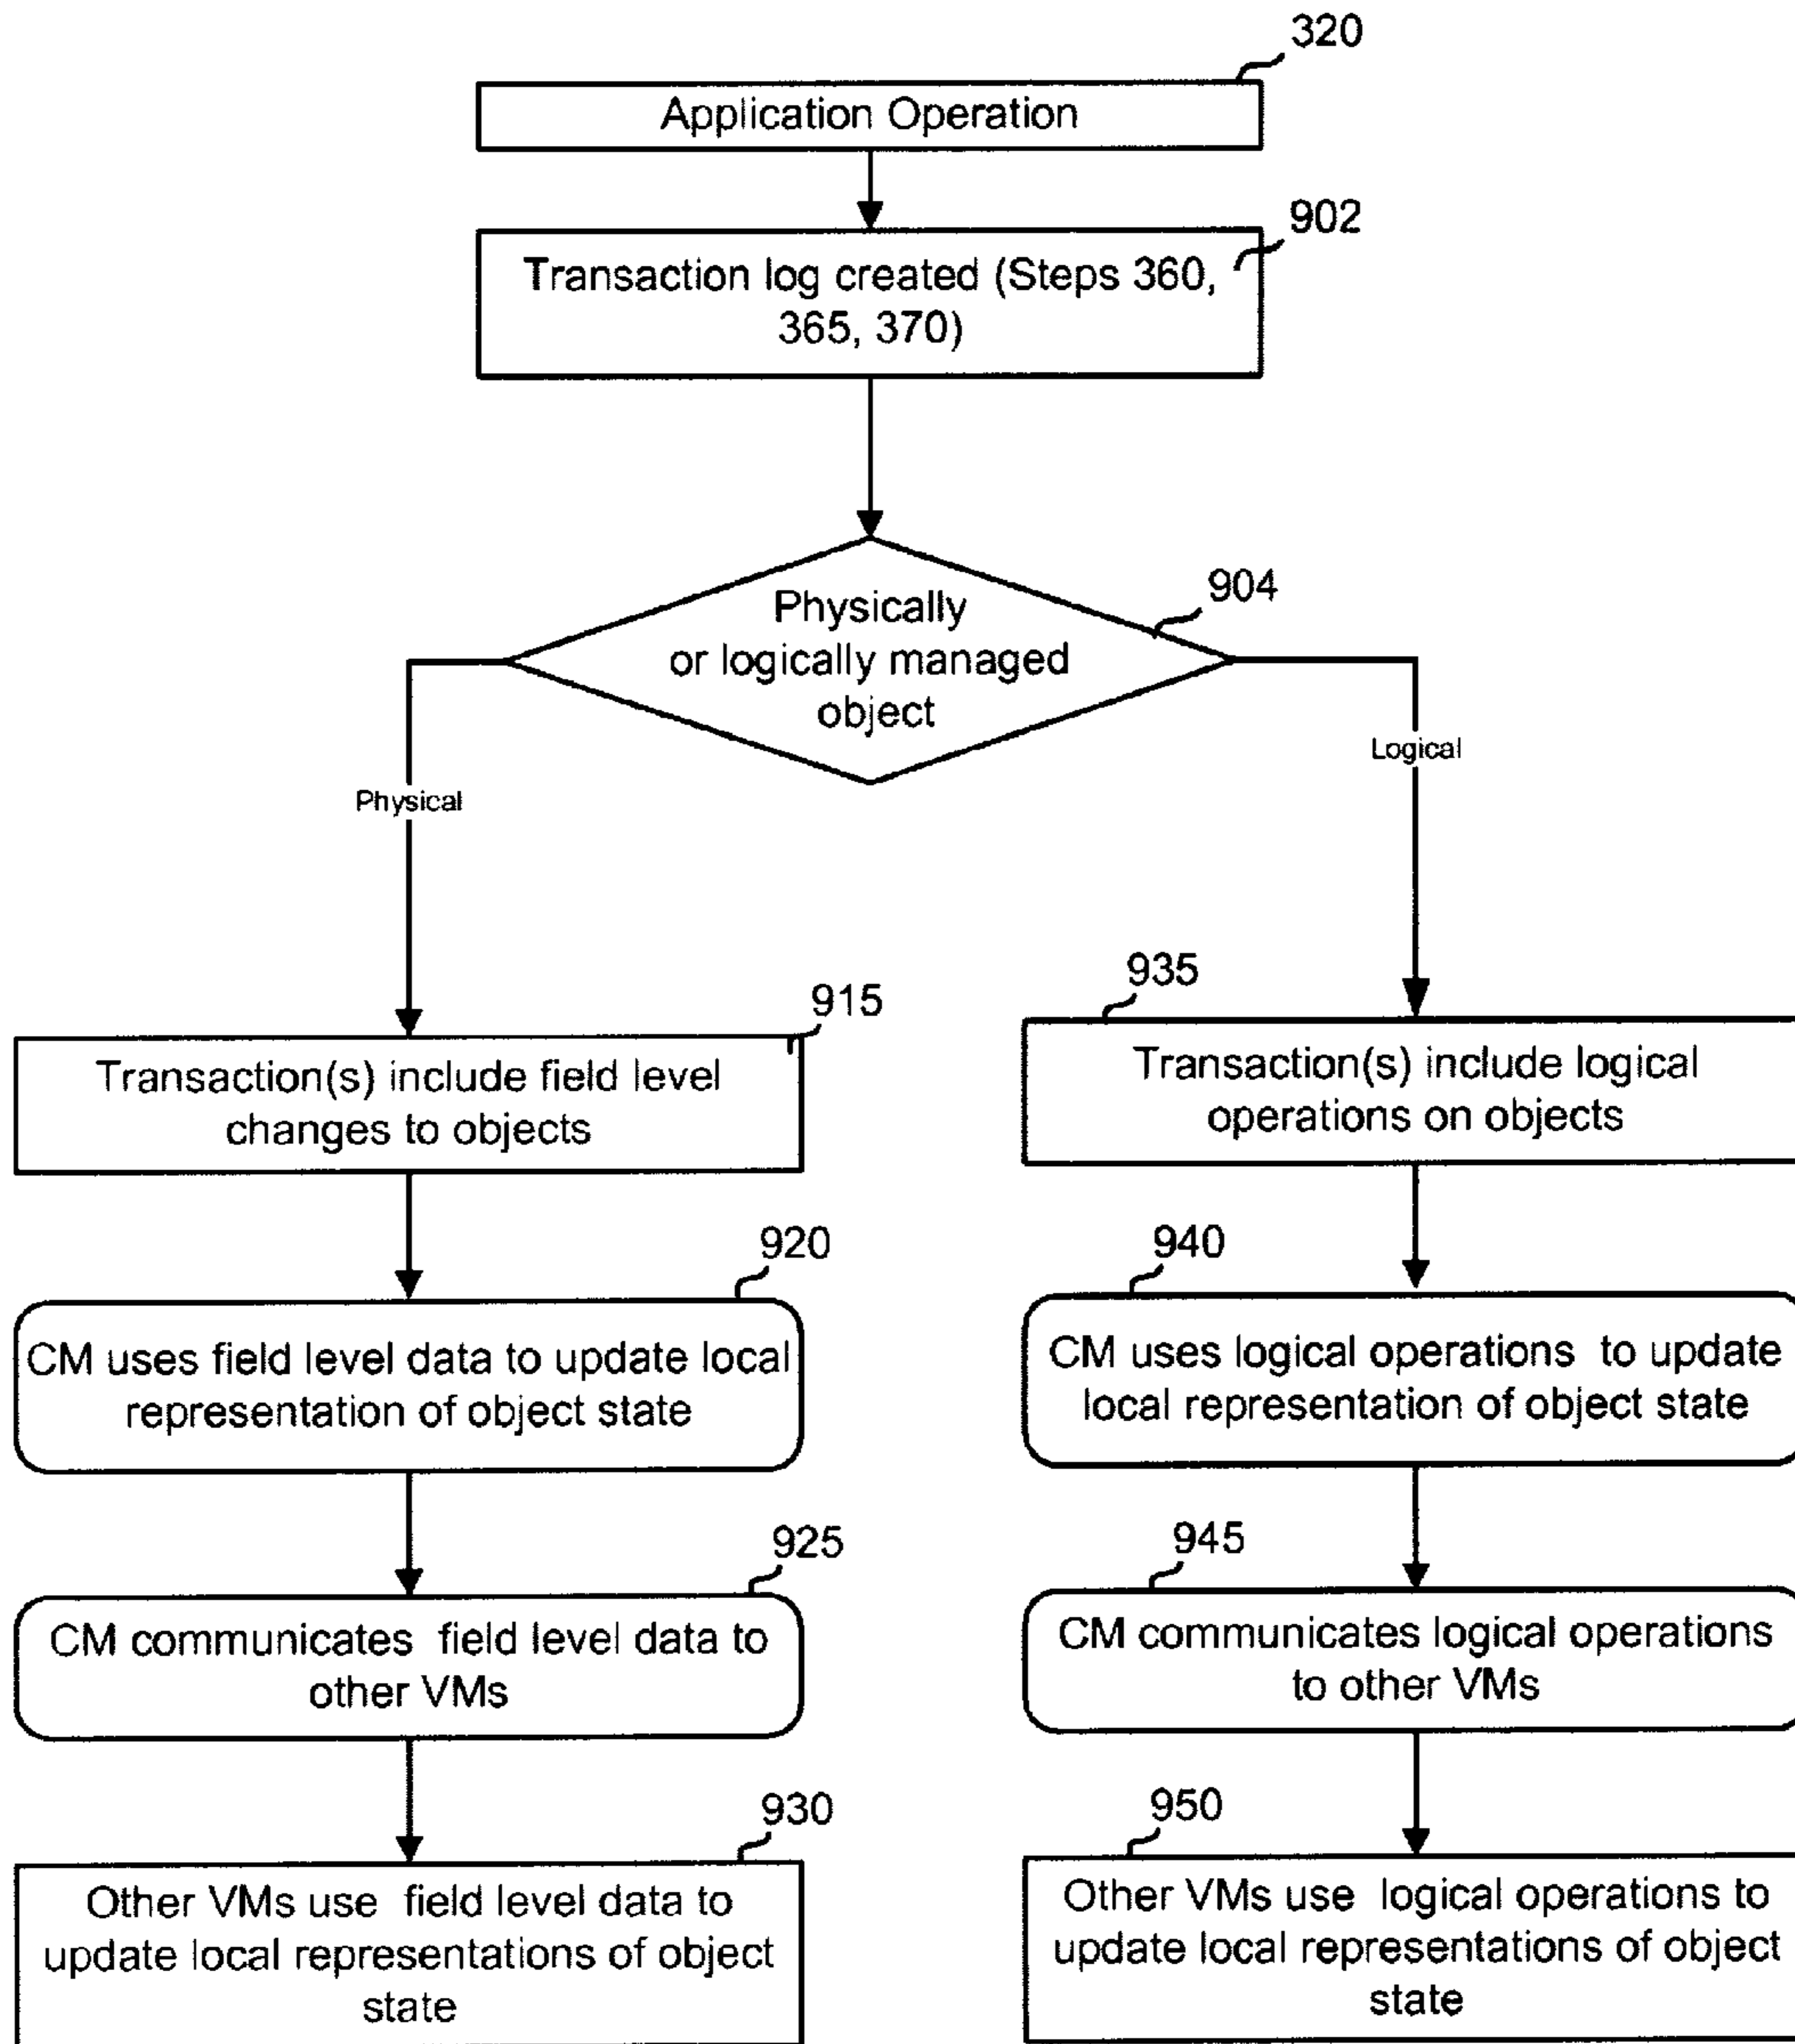 320
Application Operation
902
Transaction log created (Steps 360,
365, 370)
904
Physically
or logically managed
object
Physical
Logical
915
Transaction(s) include field level
changes to objects
920
CM uses field level data to update local
representation of object state
925
CM communicates field level data to
other VMs
930
Other VMs use field level data to
update local representations of object
state
935
Transaction(s) include logical
operations on objects
940
CM uses logical operations to update
local representation of object state
945
CM communicates logical operations
to other VMs
950
Other VMs use logical operations to
update local representations of object
state